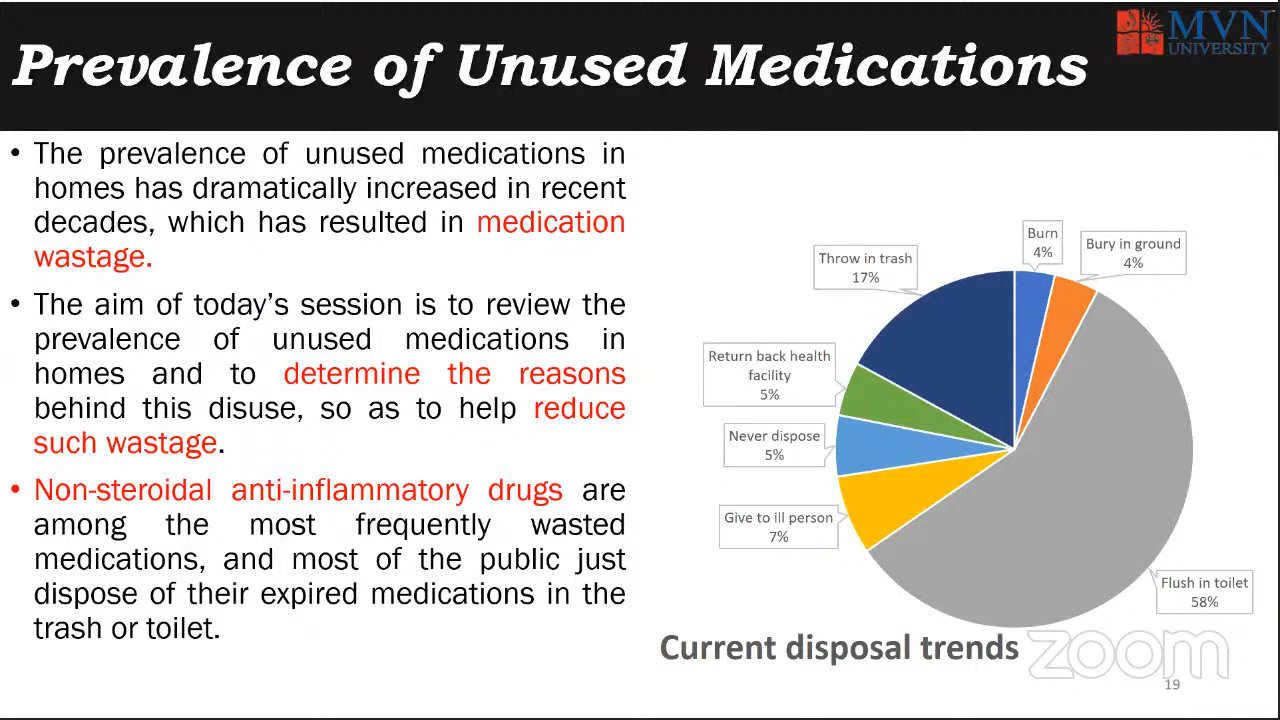 Prevalence of Unused Medications
MVN
UNIVERSITY
• The prevalence of unused medications in
homes has dramatically increased in recent
decades, which has resulted in medication
wastage.
• The aim of today’s session is to review the
prevalence of unused medications in
homes and to determine the reasons
behind this disuse, so as to help reduce
such wastage.
• Non-steroidal anti-inflammatory drugs are
among the most frequently wasted
medications, and most of the public just
dispose of their expired medications in the
trash or toilet.
Burn
4%
Bury in ground
4%
Throw in trash
17%
Return back health
facility
5%
Never dispose
5%
Give to ill person
7%
Flush in toilet
58%
Current disposal trends
zoom
19